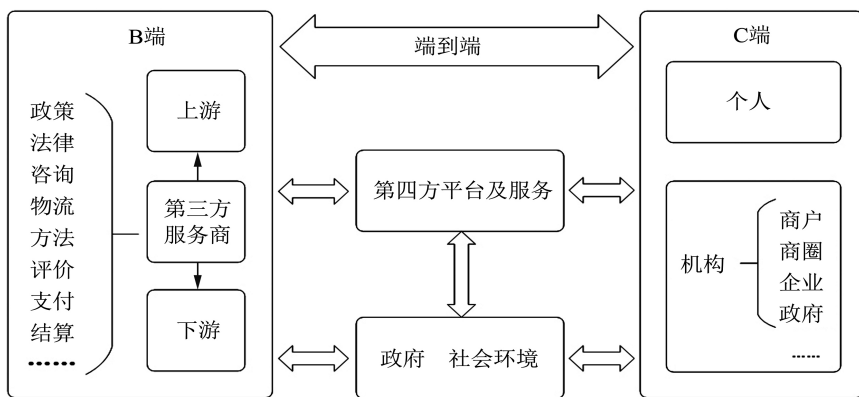 B端
政策
法律
咨询
物流
方法
评价
支付
结算
……
上游
第三方
服务商
下游
端到端
第四方平台及服务
政府 社会环境
C端
个人
机构
商户
商圈
企业
政府
……